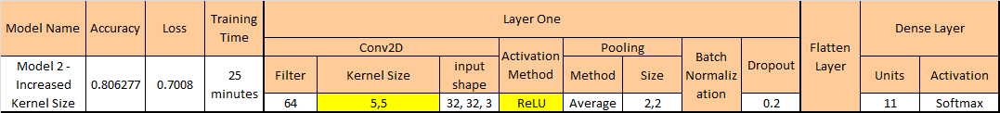 Model Name Accuracy Loss Training Time Layer One Flatten Layer Dense Layer
Conv2D Activation Method Pooling Batch Normaliz ation Dropout
Filter Kernel Size input shape Method Size Units Activation
Model 2 - Increased Kernel Size 0.806277 0.7008 25 minutes 64 5,5 32, 32, 3 ReLU Average 2,2 0.2 11 Softmax